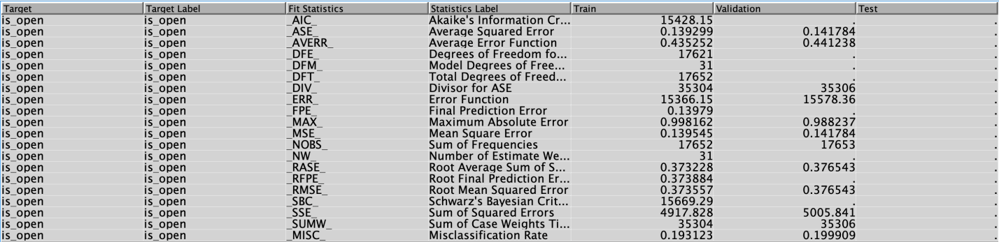 Target Target Label Fit Statistics Statistics Label Train Validation Test
is_open is_open _AIC_ Akaike's Information Cr... 15428.15 . .
is_open is_open _ASE_ Average Squared Error 0.139299 0.141784 .
is_open is_open _AVERR_ Average Error Function 0.435252 0.441238 .
is_open is_open _DFE_ Degrees of Freedom fo... 17621 . .
is_open is_open _DFM_ Model Degrees of Free... 31 . .
is_open is_open _DFT_ Total Degrees of Freed... 17652 . .
is_open is_open _DIV_ Divisor for ASE 35304 35306 .
is_open is_open _ERR_ Error Function 15366.15 15578.36 .
is_open is_open _FPE_ Final Prediction Error 0.13979 . .
is_open is_open _MAX_ Maximum Absolute Error 0.998162 0.988237 .
is_open is_open _MSE_ Mean Square Error 0.139545 0.141784 .
is_open is_open _NOBS_ Sum of Frequencies 17652 17653 .
is_open is_open _NW_ Number of Estimate We... 31 . .
is_open is_open _RASE_ Root Average Sum of S... 0.373228 0.376543 .
is_open is_open _RFPE_ Root Final Prediction Er... 0.373884 . .
is_open is_open _RMSE_ Root Mean Squared Error 0.373557 0.376543 .
is_open is_open _SBC_ Schwarz's Bayesian Crit... 15669.29 . .
is_open is_open _SSE_ Sum of Squared Errors 4917.828 5005.841 .
is_open is_open _SUMW_ Sum of Case Weights Ti... 35304 35306 .
is_open is_open _MISC_ Misclassification Rate 0.193123 0.199909 .